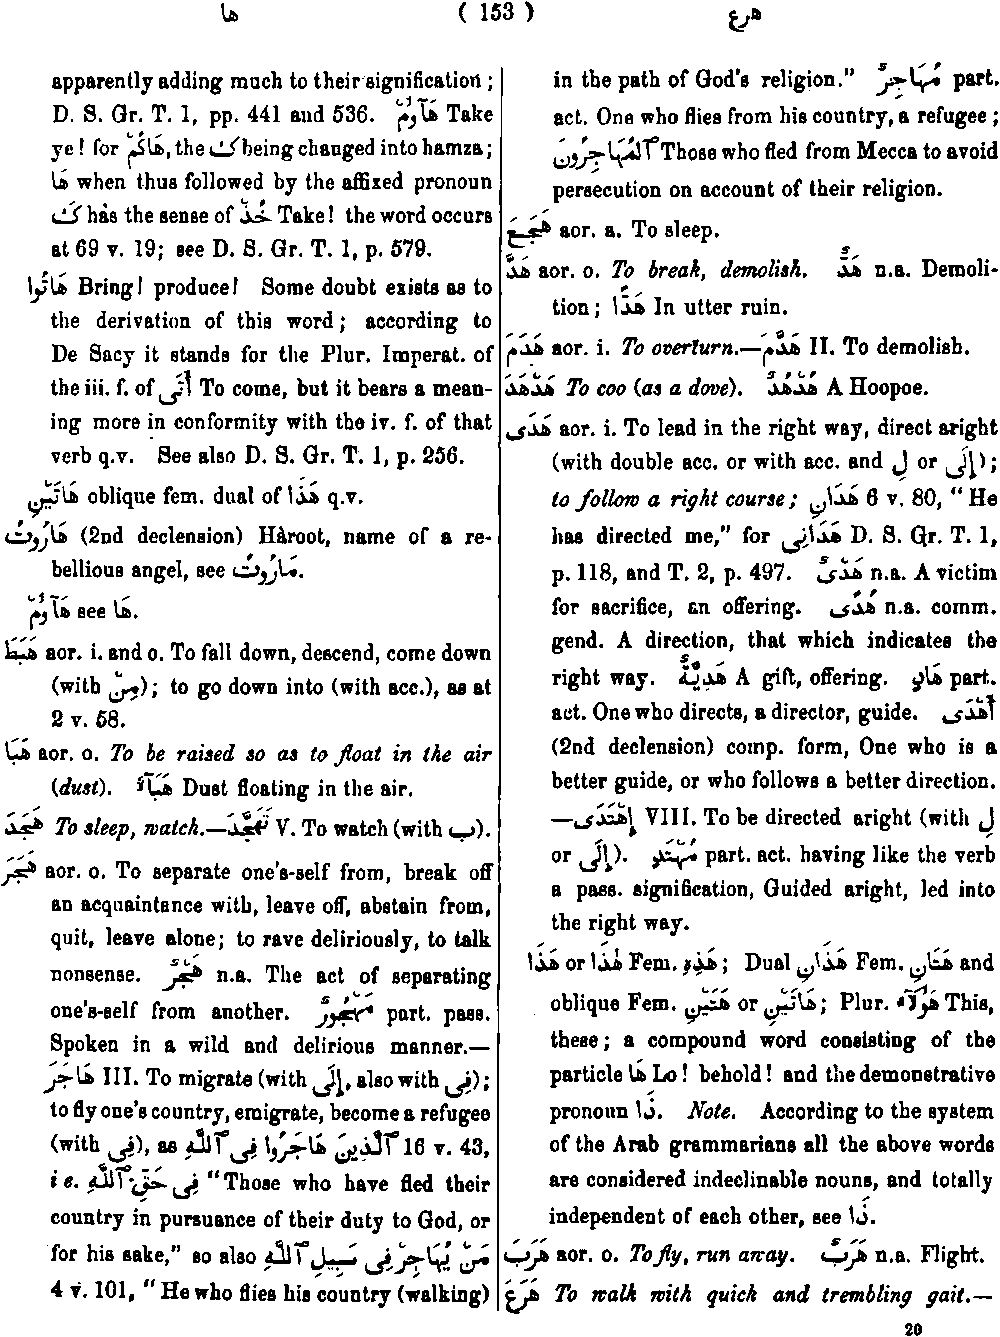 ها ( 153 ) هرع
apparently adding much to their signification ;
D. S. Gr. T. 1, pp. 441 and 536. هَآؤُمُ Take
ye! for هَاكُمُ, the ك being changed into hamza;
هَا when thus followed by the affixed pronoun
ك has the sense of خُذْ Take! the word occurs
at 69 v. 19; see D. S. Gr. T. 1, p. 579.
هَاتُوا Bring! produce! Some doubt exists as to
the derivation of this word; according to
De Sacy it stands for the Plur. Imperat. of
the iii. f. of أَتَى To come, but it bears a mean-
ing more in conformity with the iv. f. of that
verb q.v. See also D. S. Gr. T. 1, p. 256.
هَاتَيْنِ oblique fem. dual of هَذَا q.v.
هَارُوتُ (2nd declension) Hàroot, name of a re-
bellious angel, see مَارُوتُ.
هَآؤُمُ see هَا.
هَبَطَ aor. i. and o. To fall down, descend, come down
(with مِنْ); to go down into (with acc.), as at
2 v. 58.
هَبَا aor. o. To be raised so as to float in the air
(dust). هَبَآءٌ Dust floating in the air.
هَجَدَ To sleep, watch.—تَهَجَّدَ V. To watch (with ب).
هَجَرَ aor. o. To separate one's-self from, break off
an acquaintance with, leave off, abstain from,
quit, leave alone; to rave deliriously, to talk
nonsense. هَجْرٌ n.a. The act of separating
one's-self from another. مَهْجُورٌ part. pass.
Spoken in a wild and delirious manner.—
هَاجَرَ III. To migrate (with إِلَى, also with فِي);
to fly one's country, emigrate, become a refugee
(with فِي), as ٱلَّذِينَ هَاجَرُوا فِى ٱللَّهِ 16 v. 43,
i e. فِي حَقِّ ٱللَّهِ "Those who have fled their
country in pursuance of their duty to God, or
for his sake," so also مَنْ يُهَاجِرْ فِي سَبِيلِ ٱللَّهِ
4 v. 101, "He who flies his country (walking)
in the path of God's religion." مُهَاجِرٌ part.
act. One who flies from his country, a refugee;
ٱلْمُهَاجِرُونَ Those who fled from Mecca to avoid
persecution on account of their religion.
هَجَعَ aor. a. To sleep.
هَدَّ aor. o. To break, demolish. هَدٌّ n.a. Demoli-
tion; هَدًّا In utter ruin.
هَدَمَ aor. i. To overturn.—هَدَّمَ II. To demolish.
هَدْهَدَ To coo (as a dove). هُدْهُدٌ A Hoopoe.
هَدَى aor. i. To lead in the right way, direct aright
(with double acc. or with acc. and لِ or إِلَى);
to follow a right course; هَدَانِ 6 v. 80, "He
has directed me," for هَدَانِي D. S. Gr. T. 1,
p. 118, and T. 2, p. 497. هَدْيٌ n.a. A victim
for sacrifice, an offering. هُدًى n.a. comm.
gend. A direction, that which indicates the
right way. هَدِيَّةٌ A gift, offering. هَادٍ part.
act. One who directs, a director, guide. أَهْدَى
(2nd declension) comp. form, One who is a
better guide, or who follows a better direction.
—إِهْتَدَى VIII. To be directed aright (with لِ
or إِلَى). مُهْتَدٍ part. act. having like the verb
a pass. signification, Guided aright, led into
the right way.
هَذَا or هٰذَا Fem. هَذِهِ; Dual هَذَانِ Fem. هَتَانِ and
oblique Fem. هَتَيْنِ or هَاتَيْنِ; Plur. هَؤُلَآءِ This,
these; a compound word consisting of the
particle هَا Lo! behold! and the demonstrative
pronoun ذَا. Note. According to the system
of the Arab grammarians all the above words
are considered indeclinable nouns, and totally
independent of each other, see ذَا.
هَرَبَ aor. o. To fly, run away. هَرَبٌ n.a. Flight.
هَرَعَ To walk with quick and trembling gait.—
20